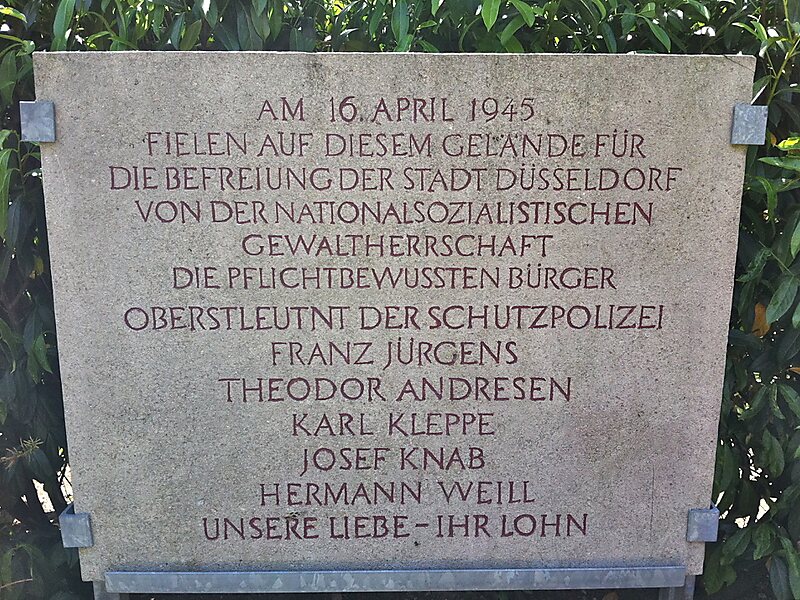 AM 16. APRIL 1945
FIELEN AUF DIESEM GELÄNDE FÜR
DIE BEFREIUNG DER STADT DÜSSELDORF
VON DER NATIONALSOZIALISTISCHEN
GEWALTHERRSCHAFT
DIE PFLICHTBEWUSSTEN BÜRGER
OBERSTLEUTNT DER SCHUTZPOLIZEI
FRANZ JÜRGENS
THEODOR ANDRESEN
KARL KLEPPE
JOSEF KNAB
HERMANN WEILL
UNSERE LIEBE – IHR LOHN